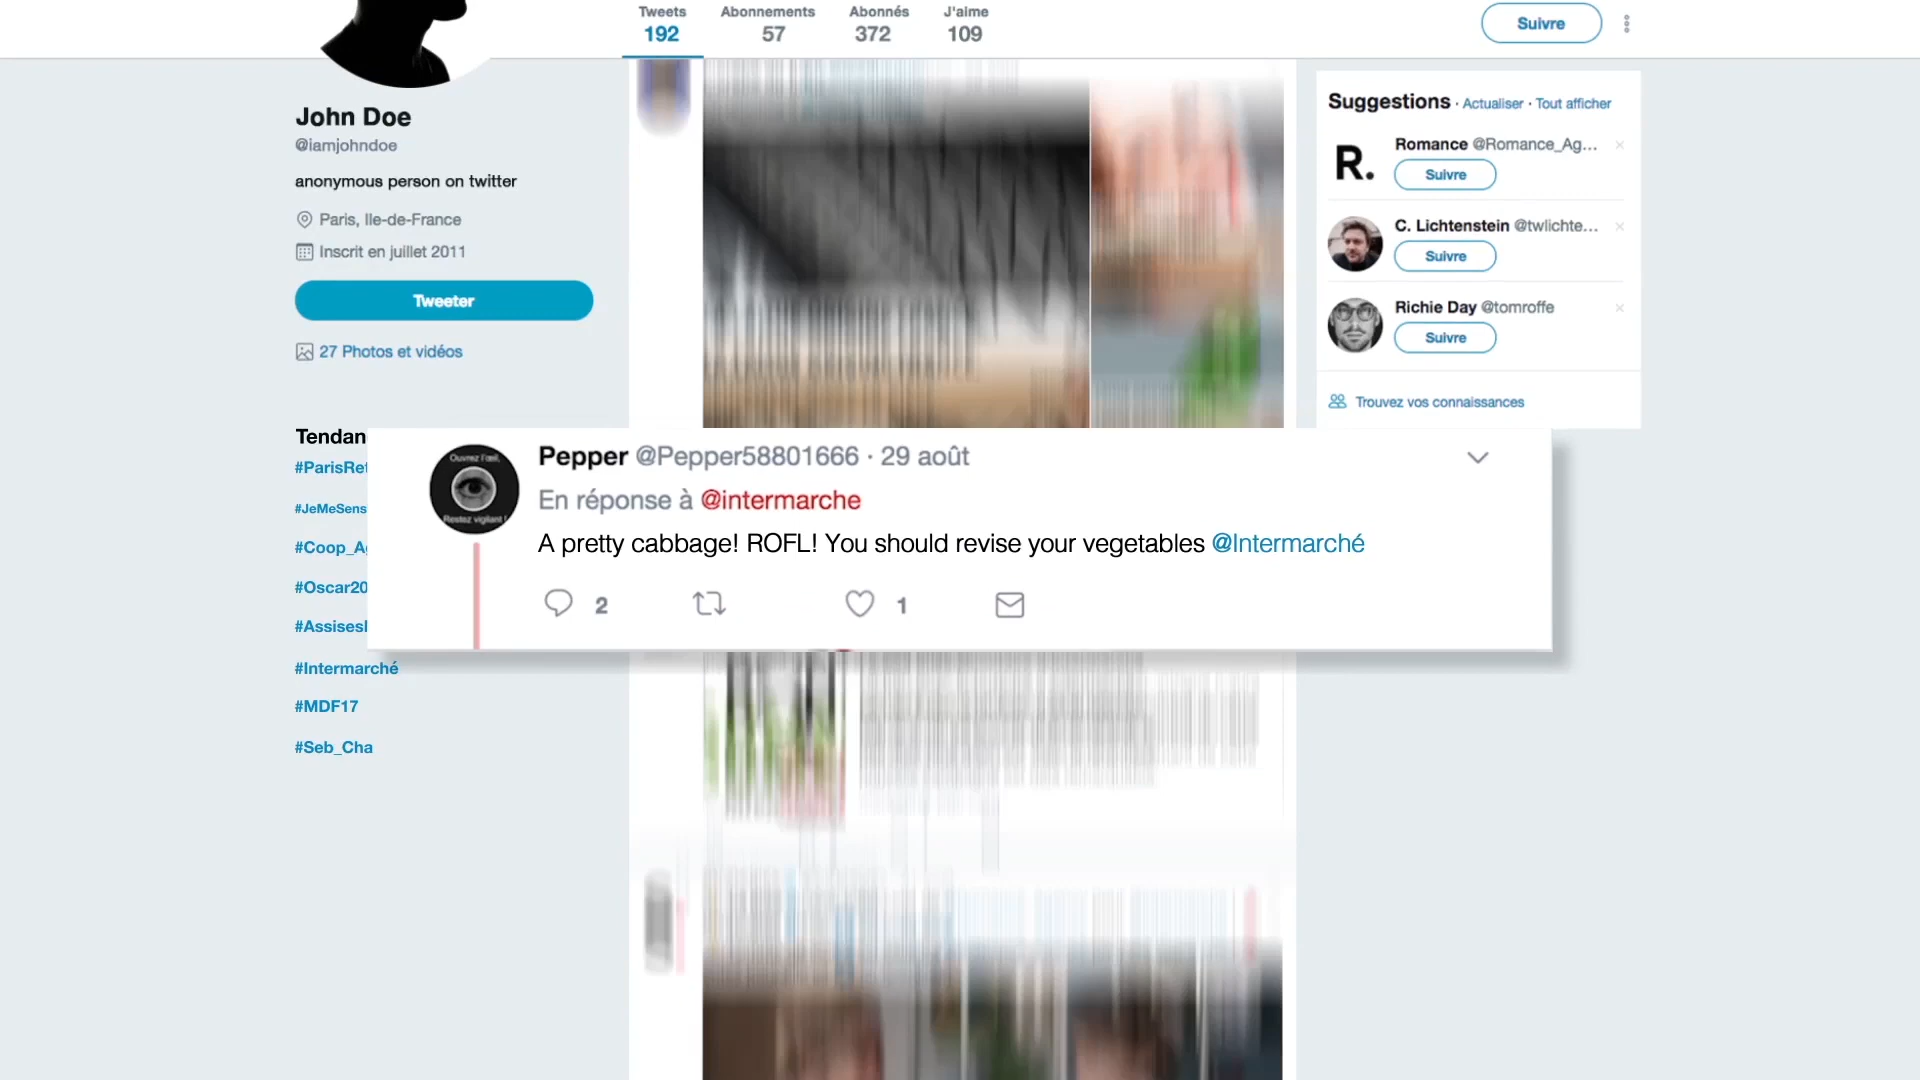 Tweets
192
Abonnements
57
Abonnés
372
J'aime
109
Suivre
John Doe
@iamjohndoe
anonymous person on twitter
Paris, Ile-de-France
Inscrit en juillet 2011
Tweeter
27 Photos et vidéos
Tendan
#ParisRet
#JeMeSens
#Coop_A
#Oscar20
#Assises
#Intermarché
#MDF17
#Seb_Cha
Ouvrez l'œil,
Restez vigilant !
Pepper @Pepper58801666 · 29 août
En réponse à @intermarche
A pretty cabbage! ROFL! You should revise your vegetables @Intermarché
2
1
Suggestions · Actualiser · Tout afficher
R.
Romance @Romance_Ag...
Suivre
C. Lichtenstein @twlichte...
Suivre
Richie Day @tomroffe
Suivre
Trouvez vos connaissances